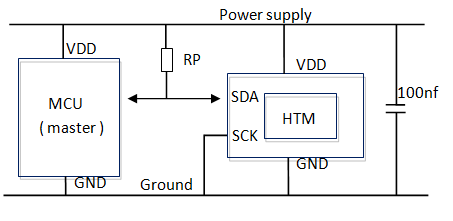 Power supply
VDD
RP
VDD
MCU
( master )
SDA
100nf
HTM
SCK
GND
GND
Ground